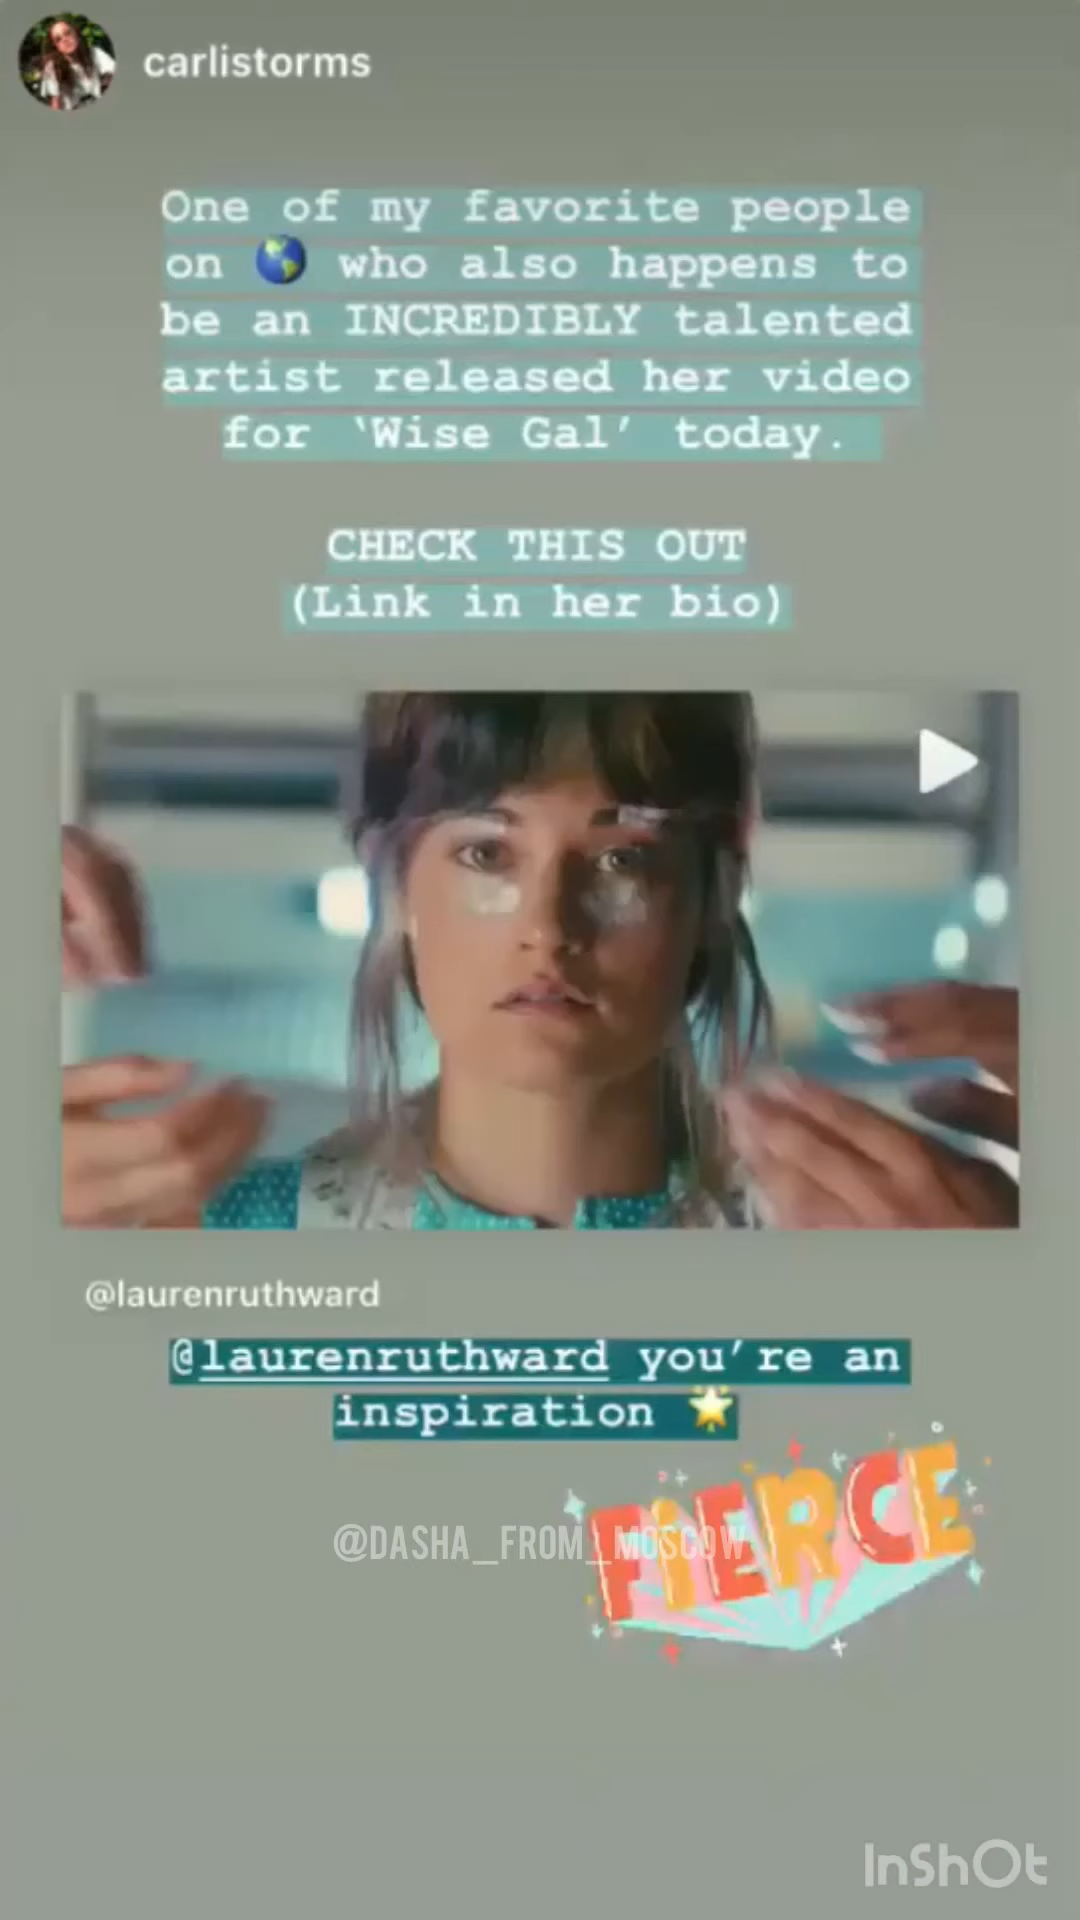 carlistorms
One of my favorite people
on 🌎 who also happens to
be an INCREDIBLY talented
artist released her video
for ‘Wise Gal’ today.
CHECK THIS OUT
(Link in her bio)
@laurenruthward
@laurenruthward you’re an
inspiration 🌟
@DASHA_FROM_MOSCOW
FiERCE
InShOt